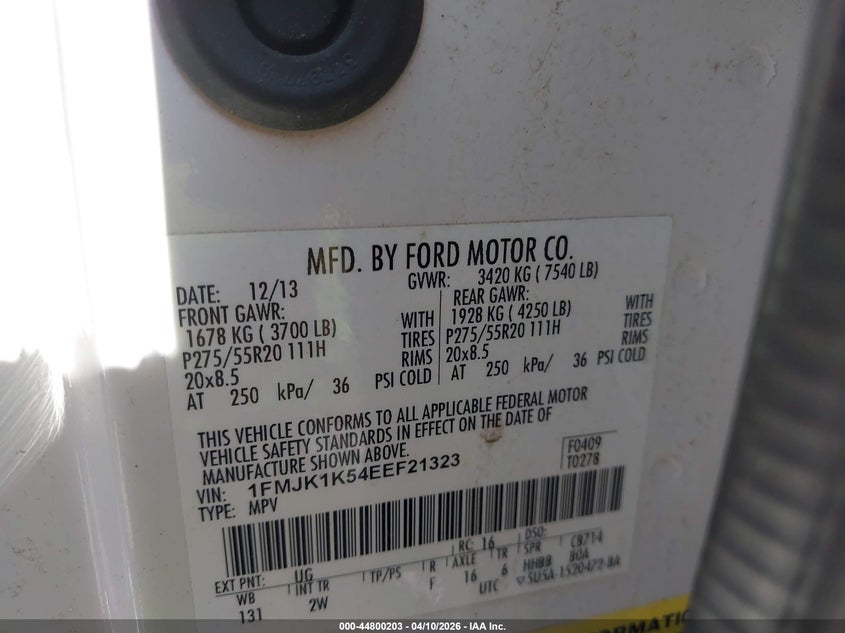 MFD. BY FORD MOTOR CO.
DATE: 12/13 GVWR: 3420 KG ( 7540 LB)
FRONT GAWR: REAR GAWR:
1678 KG ( 3700 LB) WITH 1928 KG ( 4250 LB) WITH
P275/55R20 111H TIRES P275/55R20 111H TIRES
20x8.5 RIMS 20x8.5 RIMS
AT 250 kPa/ 36 PSI COLD AT 250 kPa/ 36 PSI COLD
THIS VEHICLE CONFORMS TO ALL APPLICABLE FEDERAL MOTOR
VEHICLE SAFETY STANDARDS IN EFFECT ON THE DATE OF
MANUFACTURE SHOWN ABOVE.
F0409
T0278
VIN: 1FMJK1K54EEF21323
TYPE: MPV
EXT PNT: UG RC: 16 DSO:
WB INT TR TP/PS R AXLE TR SPR C8714
131 2W F 16 6 HHBB 80A
UTC
000-44800203 - 04/10/2026 - IAA Inc.